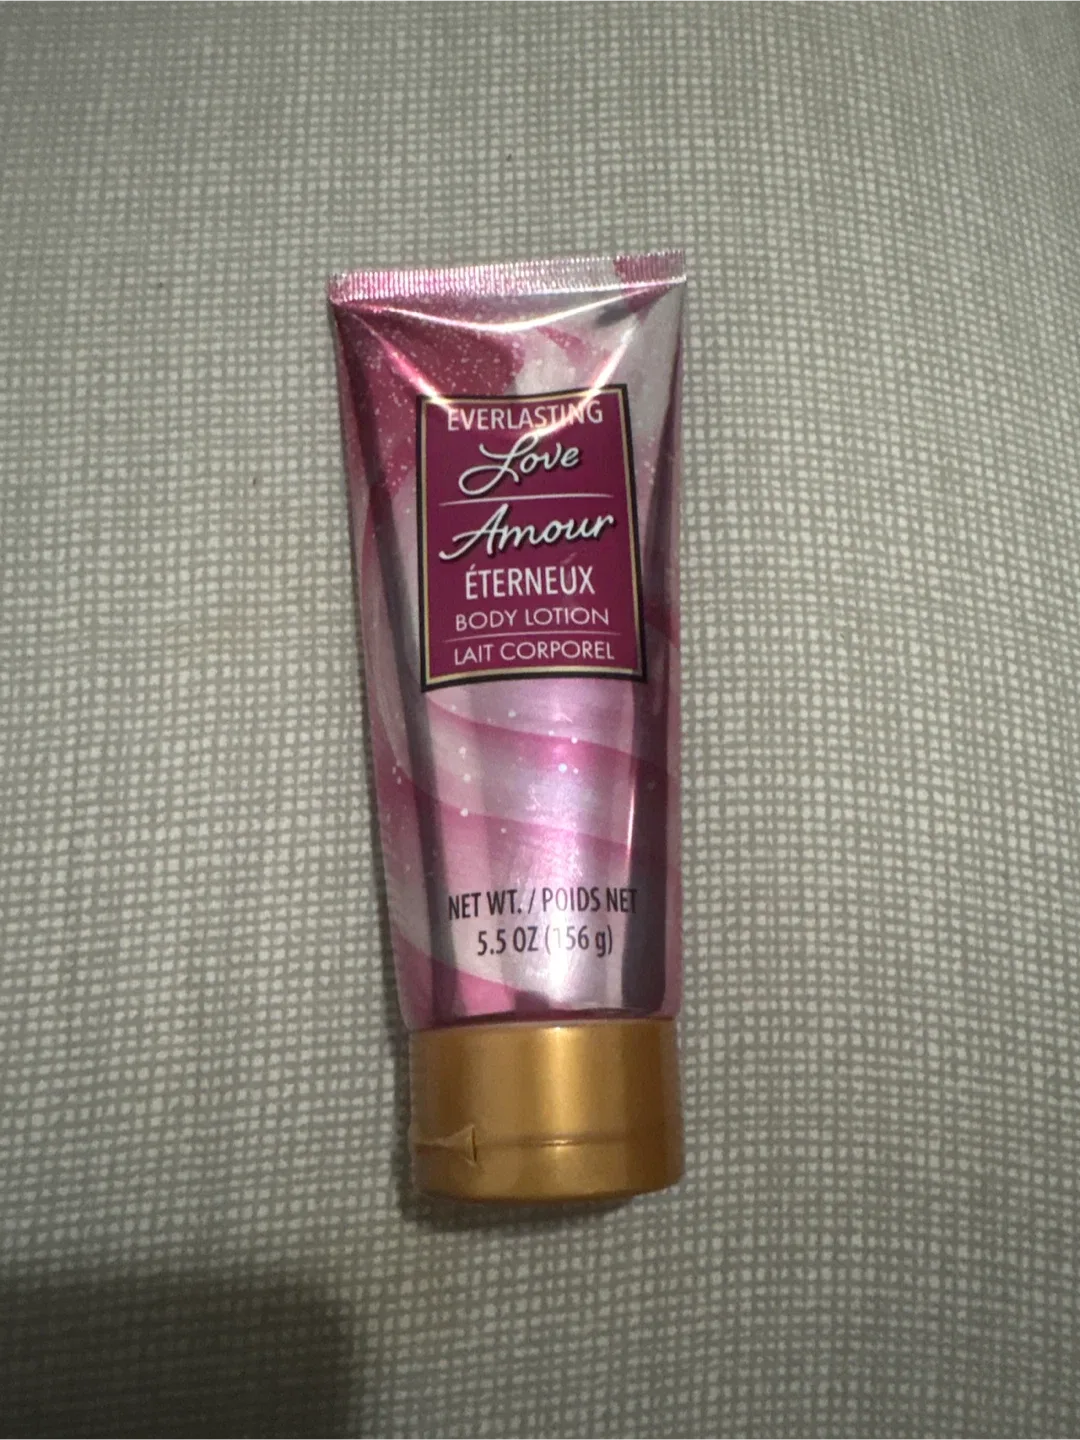 EVERLASTING
Love
Amour
ÉTERNEUX
BODY LOTION
LAIT CORPOREL
NET WT. / POIDS NET
5.5 OZ (156 g)